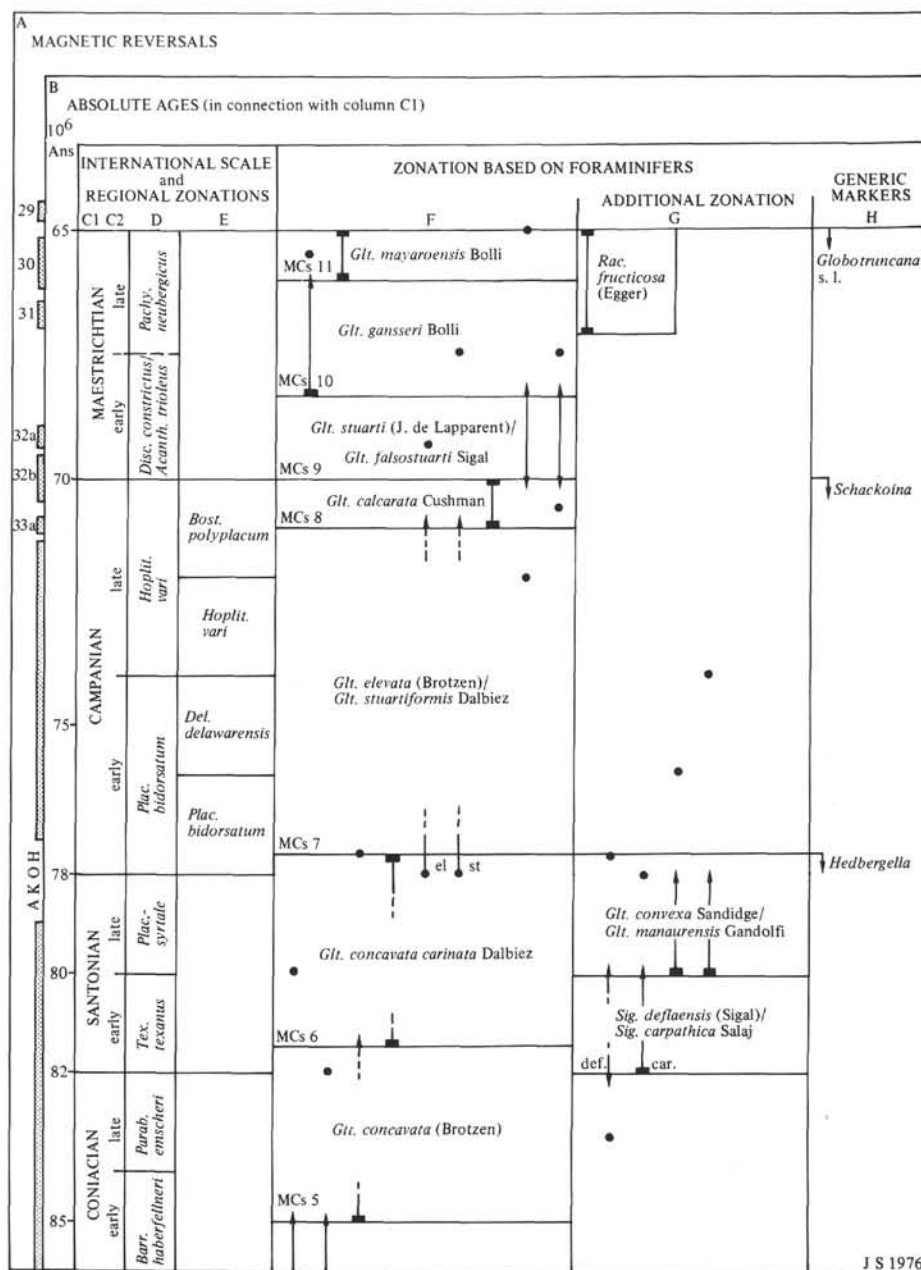 A
MAGNETIC REVERSALS
B
ABSOLUTE AGES (in connection with column C1)
10⁶
Ans
INTERNATIONAL SCALE
and
REGIONAL ZONATIONS
C1 C2 D E
ZONATION BASED ON FORAMINIFERS
F
ADDITIONAL ZONATION
G
GENERIC
MARKERS
H
29
30
31
32a
32b
33a
AKOH
65
70
75
78
80
82
85
MAESTRICHTIAN
late
early
CAMPANIAN
late
early
SANTONIAN
late
early
CONIACIAN
late
early
Pachy.
neubergicus
Disc. constrictus/
Acanth. trioleus
Hoplit.
vari
Plac.
bidorsatum
Plac.-
syrtale
Tex.
texanus
Parab.
emscheri
Barr.
haberfellneri
Bost.
polyplacum
Hoplit.
vari
Del.
delawarensis
Plac.
bidorsatum
MCs 11
Glt. mayaroensis Bolli
Glt. gansseri Bolli
MCs 10
Glt. stuarti (J. de Lapparent)/
Glt. falsostuarti Sigal
MCs 9
Glt. calcarata Cushman
MCs 8
Glt. elevata (Brotzen)/
Glt. stuartiformis Dalbiez
MCs 7
el st
Glt. concavata carinata Dalbiez
MCs 6
Glt. concavata (Brotzen)
MCs 5
Rac.
fructicosa
(Egger)
Glt. convexa Sandidge/
Glt. manaurensis Gandolfi
Sig. deflaensis (Sigal)/
Sig. carpathica Salaj
def. car.
Globotruncana
s. l.
Schackoina
Hedbergella
J S 1976